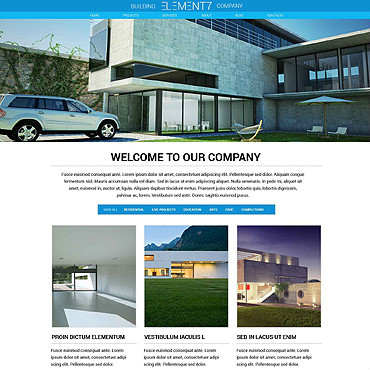 BUILDING ELEMENT7 COMPANY
HOME PROJECTS SERVICES ABOUT BLOG CONTACTS
WELCOME TO OUR COMPANY
Fusce euismod consequat ante. Lorem ipsum dolor sit amet, consectetuer adipiscing elit. Pellentesque sed dolor.
Aliquam congue fermentum nisl. Mauris accumsan nulla vel diam. Sed in lacus ut enim adipiscing aliquet. Nulla venenatis. In pede mi, aliquet sit
amet, euismod in, auctor ut, ligula. Aliquam dapibus tincidunt metus. Praesent justo dolor, lobortis quis, lobortis dignissim,
pulvinar ac, lorem. Vestibulum sed ante. Donec sagittis euismod purus.
VIEW ALL RESIDENTIAL LIVE PROJECTS EDUCATION ARTS CIVIC COMPETITIONS
PROIN DICTUM ELEMENTUM
Fusce euismod consequat ante. Lorem
ipsum dolor sit amet, consectetuer adipi
scing elit. Pellentesque sed dolor.
VESTIBULUM IACULIS L
Fusce euismod consequat ante. Lorem
ipsum dolor sit amet, consectetuer adipi
scing elit. Pellentesque sed dolor.
SED IN LACUS UT ENIM
Fusce euismod consequat ante. Lorem
ipsum dolor sit amet, consectetuer adipi
scing elit. Pellentesque sed dolor.